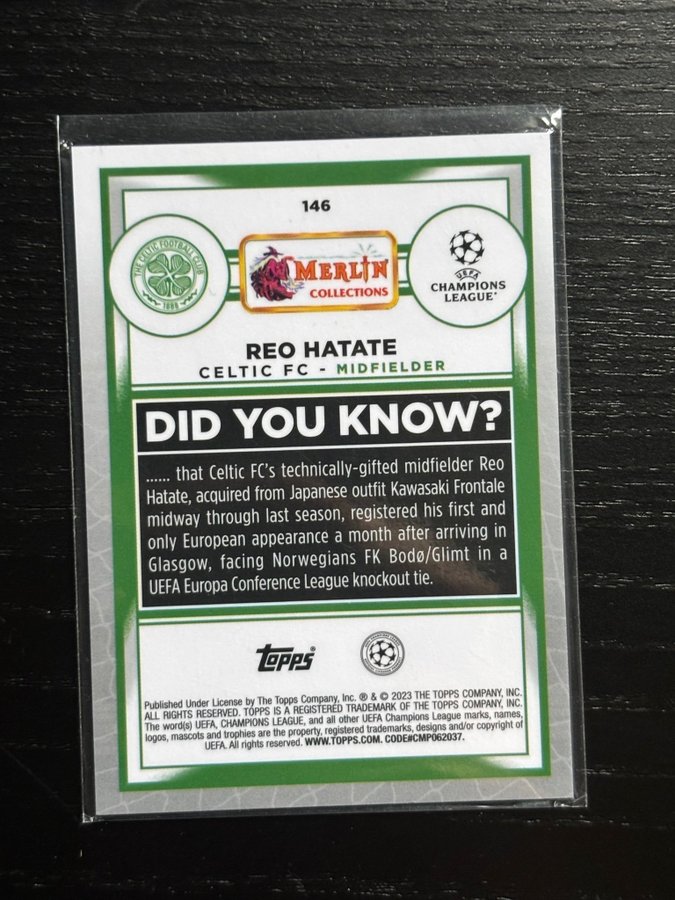 146
THE CELTIC FOOTBALL CLUB
1888
MERLIN
COLLECTIONS
UEFA
CHAMPIONS
LEAGUE
REO HATATE
CELTIC FC - MIDFIELDER
DID YOU KNOW?
...... that Celtic FC's technically-gifted midfielder Reo
Hatate, acquired from Japanese outfit Kawasaki Frontale
midway through last season, registered his first and
only European appearance a month after arriving in
Glasgow, facing Norwegians FK Bodø/Glimt in a
UEFA Europa Conference League knockout tie.
Topps®
Published Under License by The Topps Company, Inc. ® & © 2023 THE TOPPS COMPANY, INC.
ALL RIGHTS RESERVED. TOPPS IS A REGISTERED TRADEMARK OF THE TOPPS COMPANY, INC.
The word(s) UEFA, CHAMPIONS LEAGUE, and all other UEFA Champions League marks, names,
logos, mascots and trophies are the property, registered trademarks, designs and/or copyright of
UEFA. All rights reserved. WWW.TOPPS.COM. CODE#CMP062037.